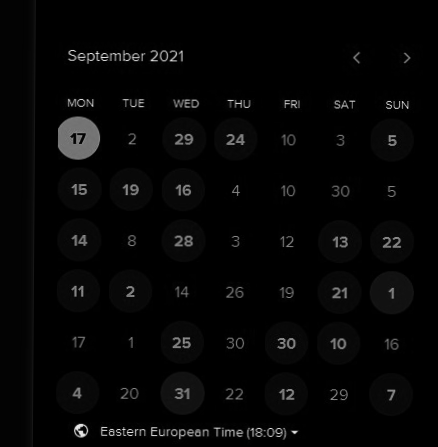 September 2021
MON TUE WED THU FRI SAT SUN
17 2 29 24 10 3 5
15 19 16 4 10 30 5
14 8 28 3 12 13 22
11 2 14 26 19 21 1
17 1 25 30 30 10 16
4 20 31 22 12 29 7
Eastern European Time (18:09)